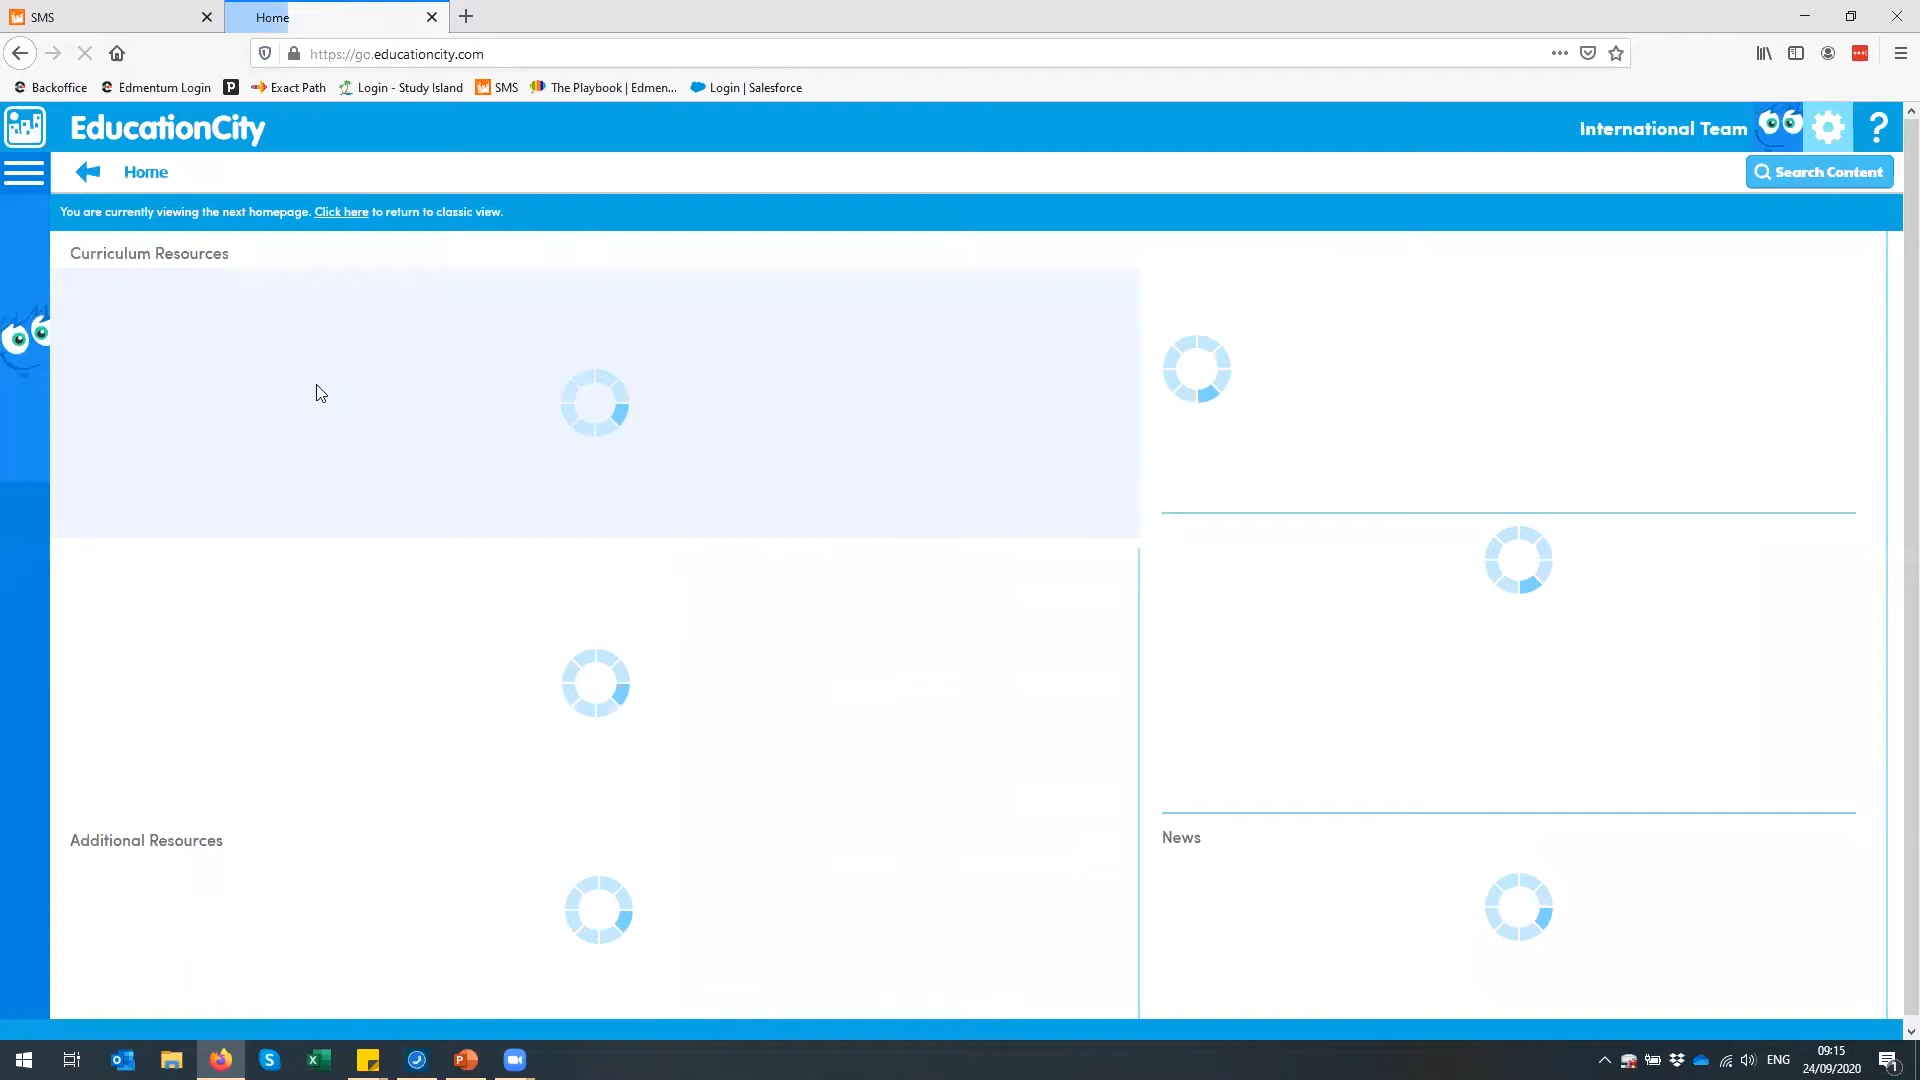 SMS
Home
https://go.educationcity.com
Backoffice
Edmentum Login
Exact Path
Login - Study Island
SMS
The Playbook | Edmen...
Login | Salesforce
EducationCity
International Team
?
Home
Search Content
You are currently viewing the next homepage. Click here to return to classic view.
Curriculum Resources
Additional Resources
News
ENG
09:15
24/09/2020
1